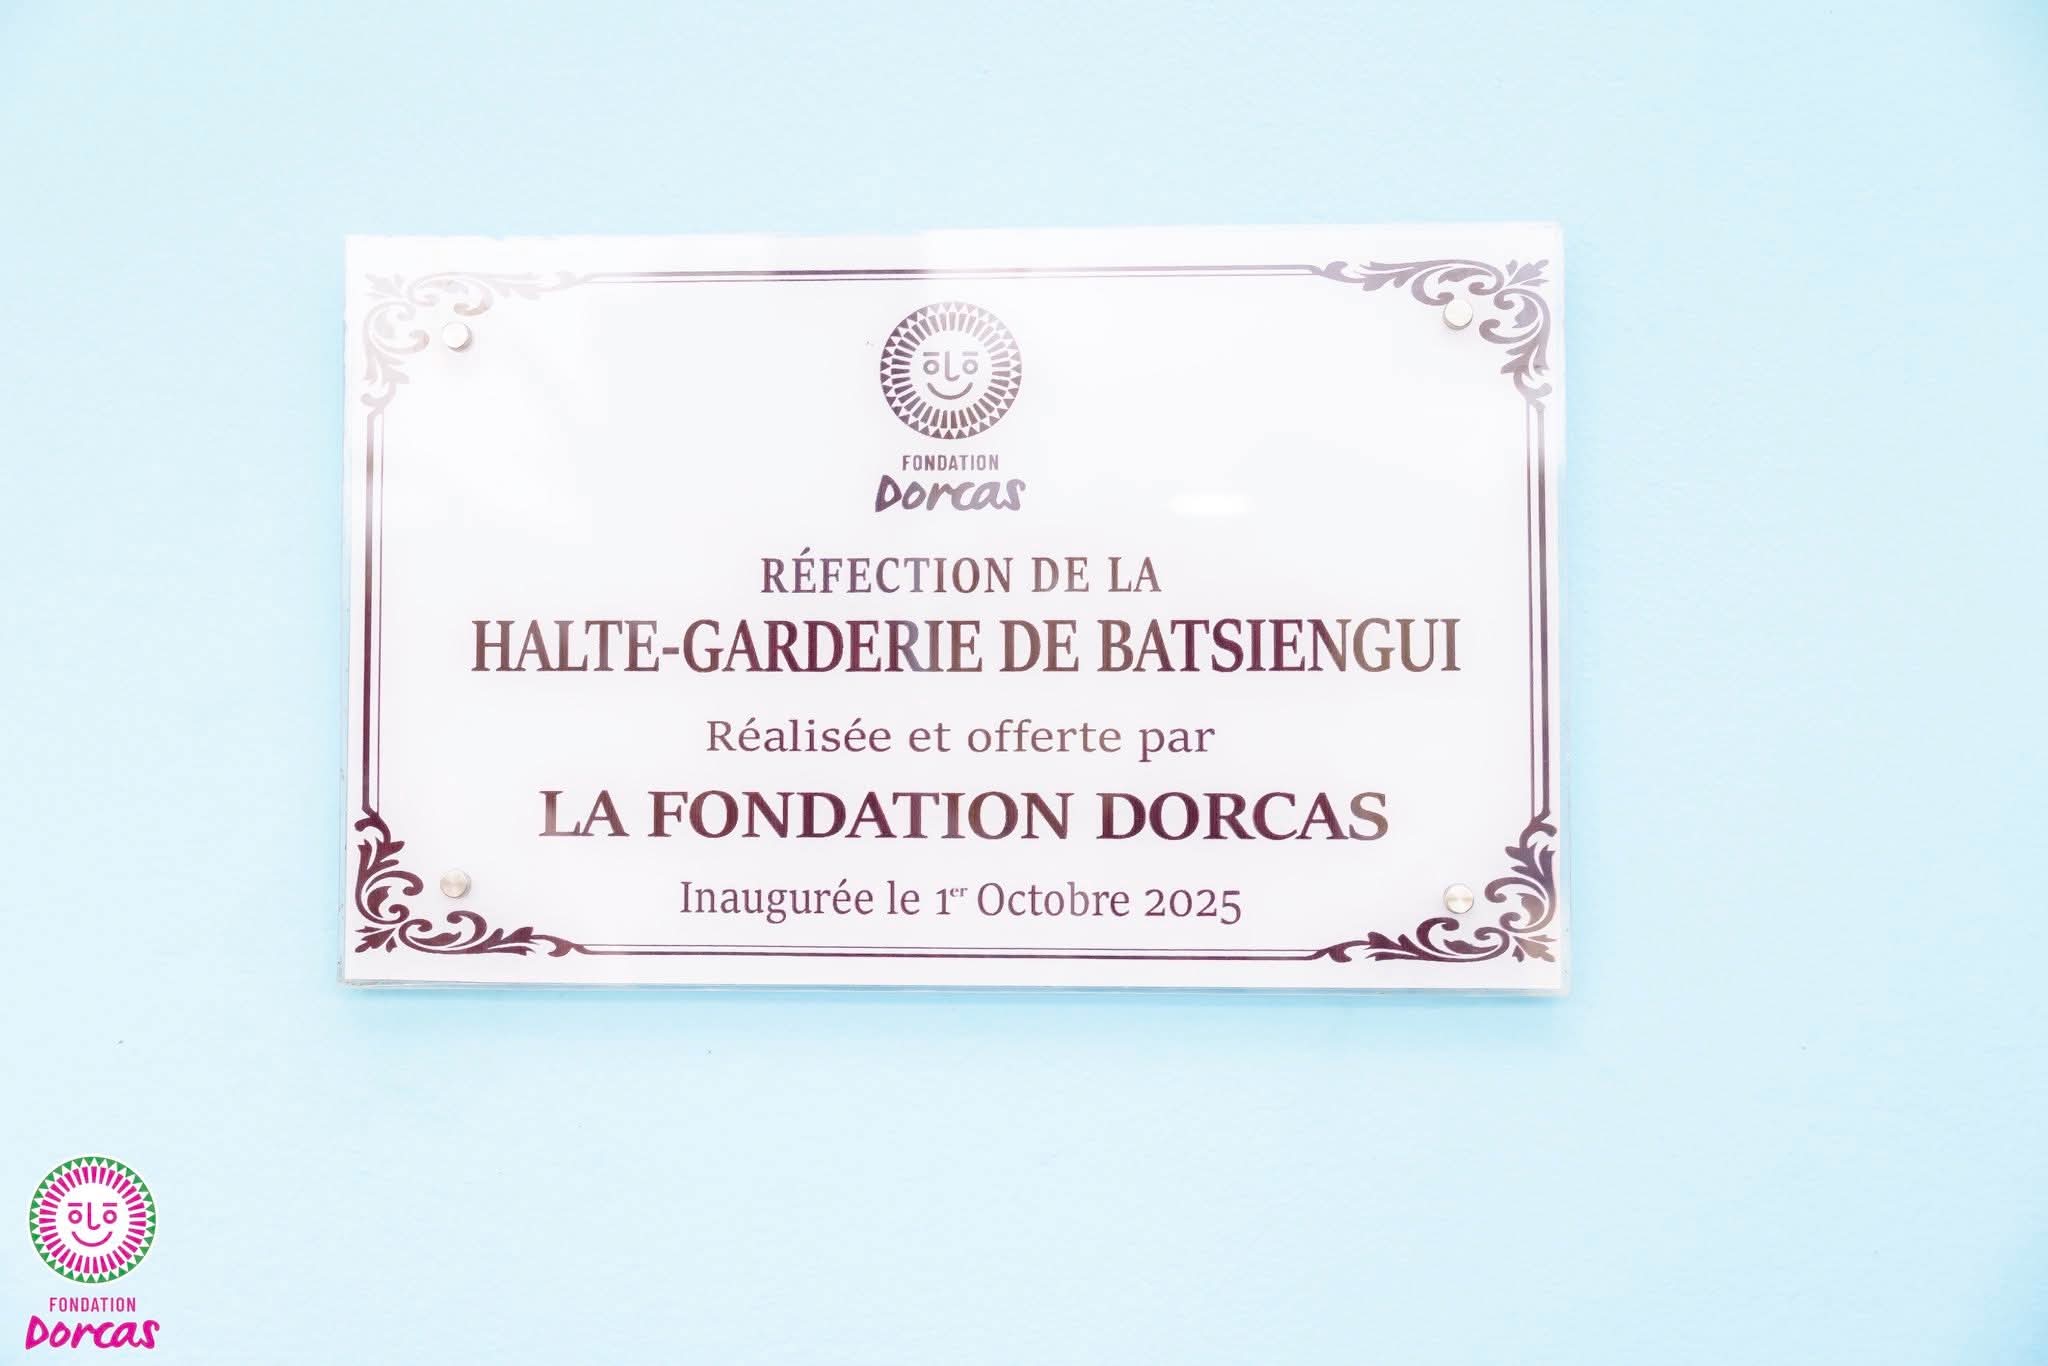 FONDATION
Dorcas
RÉFECTION DE LA
HALTE-GARDERIE DE BATSIENGUI
Réalisée et offerte par
LA FONDATION DORCAS
Inaugurée le 1er Octobre 2025
FONDATION
Dorcas